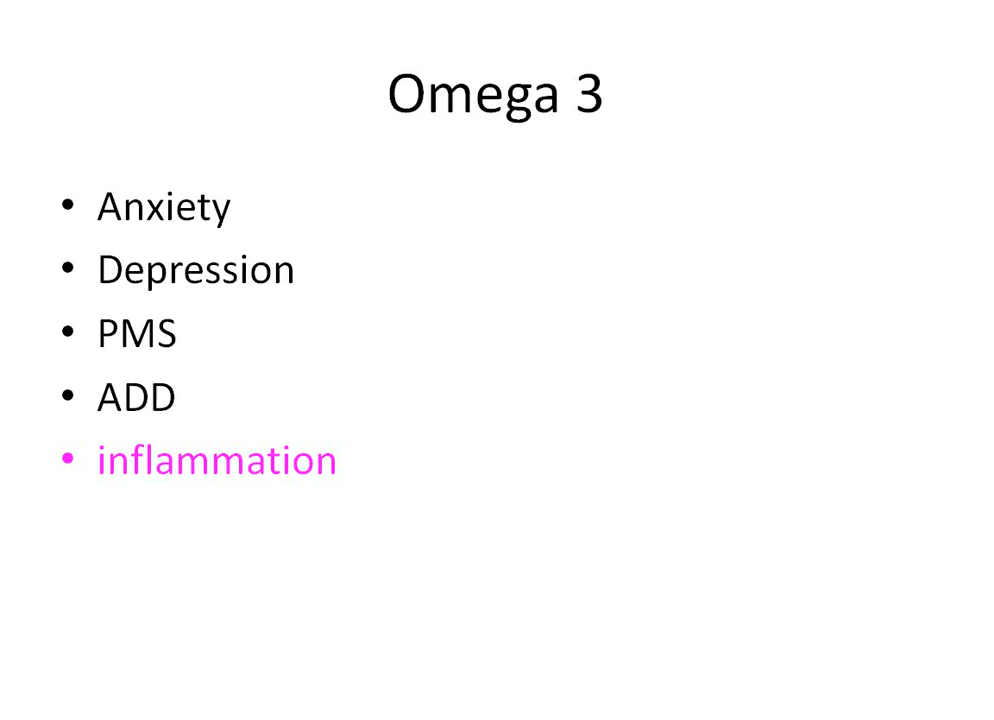 Omega 3
• Anxiety
• Depression
• PMS
• ADD
• inflammation